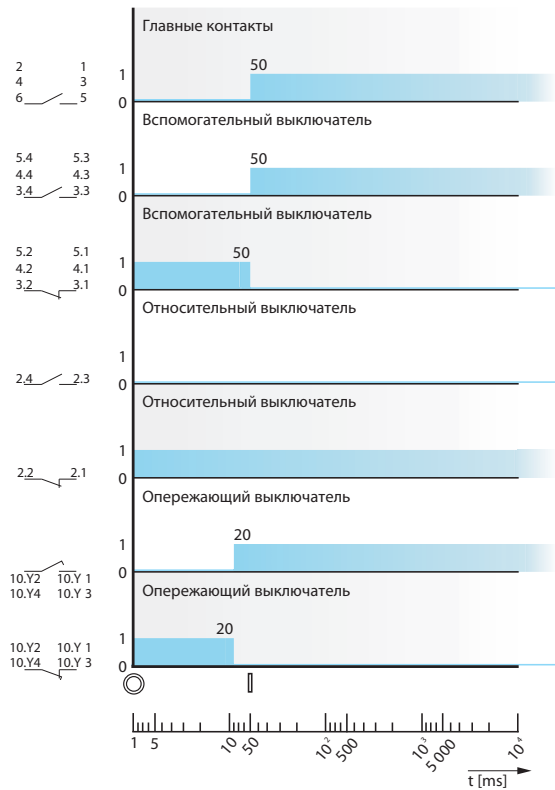 Главные контакты
2 1
4 3
6 5
1
0
50
Вспомогательный выключатель
5.4 5.3
4.4 4.3
3.4 3.3
1
0
50
Вспомогательный выключатель
5.2 5.1
4.2 4.1
3.2 3.1
1
0
50
Относительный выключатель
2.4 2.3
1
0
Относительный выключатель
2.2 2.1
1
0
Опережающий выключатель
10.Y2 10.Y 1
10.Y4 10.Y 3
1
0
20
Опережающий выключатель
10.Y2 10.Y 1
10.Y4 10.Y 3
1
0
20
1 5 10 50 10² 500 10³ 5 000 10⁴
t [ms]